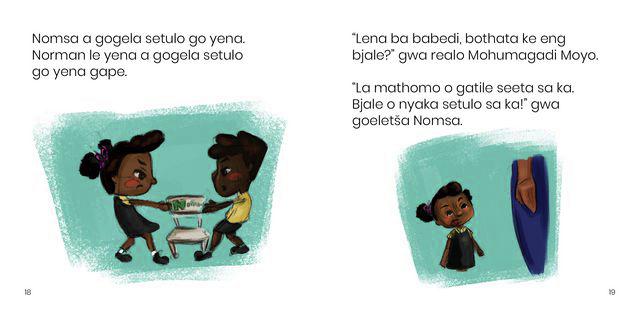 Nomsa a gogela setulo go yena.
Norman le yena a gogela setulo
go yena gape.
18
“Lena ba babedi, bothata ke eng
bjale?” gwa realo Mohumagadi Moyo.
“La mathomo o gatile seeta sa ka.
Bjale o nyaka setulo sa ka!” gwa
goeletša Nomsa.
19